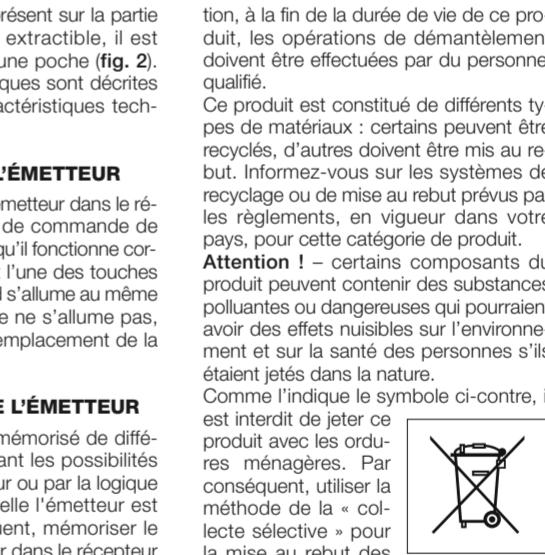 résent sur la partie
extractible, il est
une poche (fig. 2).
ques sont décrites
actéristiques tech-
L’ÉMETTEUR
émetteur dans le ré-
de commande de
qu’il fonctionne cor-
l’une des touches
d s’allume au même
e ne s’allume pas,
emplacement de la
E L’ÉMETTEUR
mémorisé de diffé-
ant les possibilités
ur ou par la logique
elle l'émetteur est
uent, mémoriser le
r dans le récepteur
tion, à la fin de la durée de vie de ce pro-
duit, les opérations de démantèlemen
doivent être effectuées par du personne
qualifié.
Ce produit est constitué de différents ty-
pes de matériaux : certains peuvent être
recyclés, d’autres doivent être mis au re-
but. Informez-vous sur les systèmes de
recyclage ou de mise au rebut prévus pa
les règlements, en vigueur dans votre
pays, pour cette catégorie de produit.
Attention ! – certains composants du
produit peuvent contenir des substances
polluantes ou dangereuses qui pourraien
avoir des effets nuisibles sur l’environne-
ment et sur la santé des personnes s’ils
étaient jetés dans la nature.
Comme l’indique le symbole ci-contre, i
est interdit de jeter ce
produit avec les ordu-
res ménagères. Par
conséquent, utiliser la
méthode de la « col-
lecte sélective » pour
la mise au rebut des